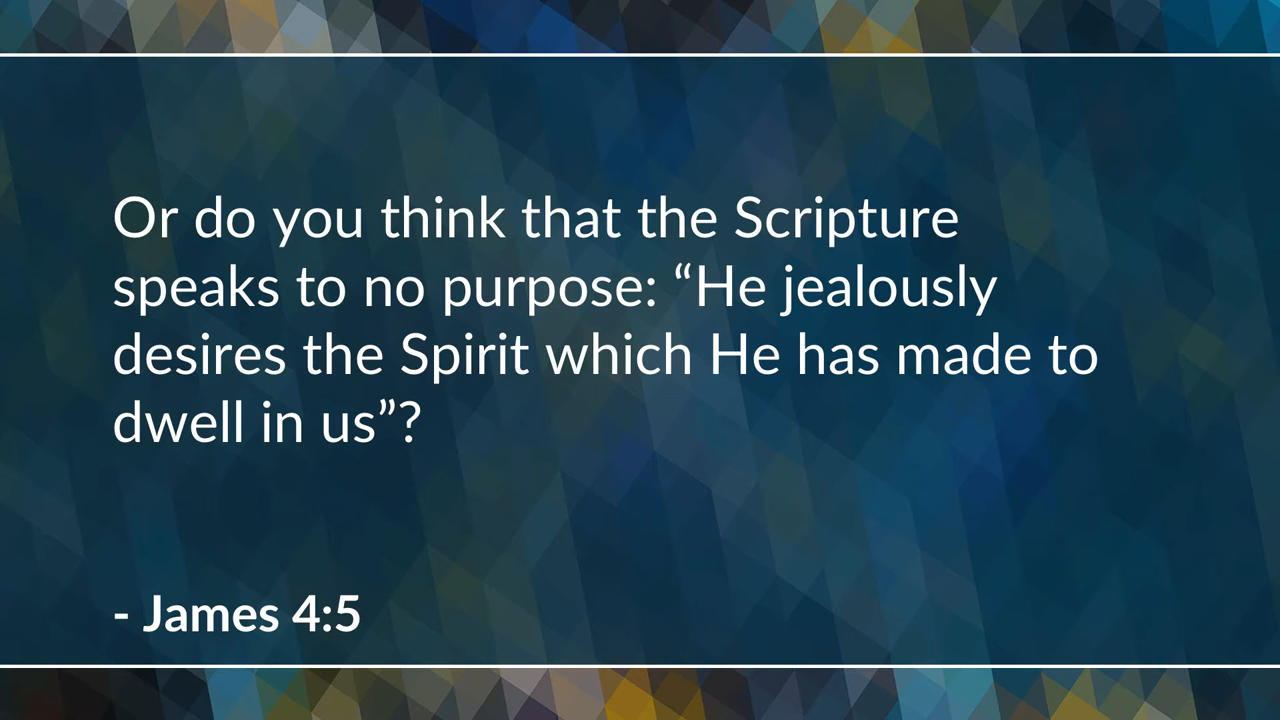 Or do you think that the Scripture
speaks to no purpose: “He jealously
desires the Spirit which He has made to
dwell in us”?
- James 4:5